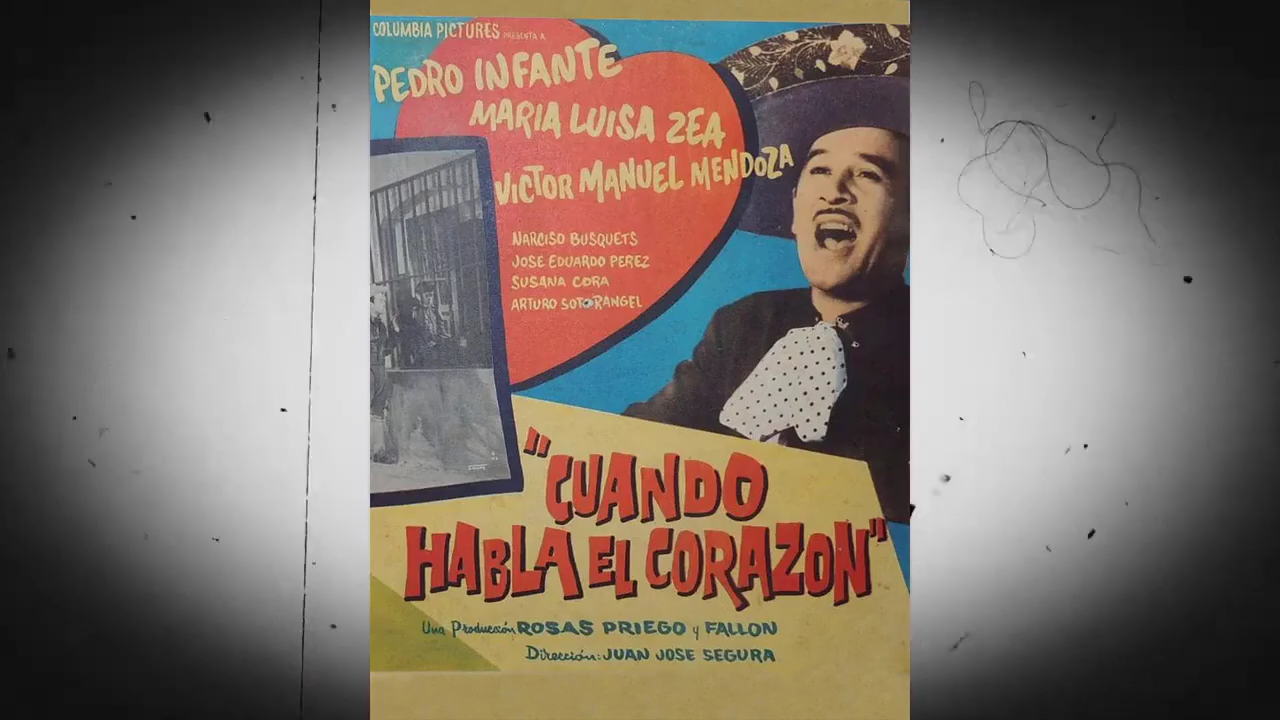 COLUMBIA PICTURES PRESENTA A
PEDRO INFANTE
MARIA LUISA ZEA
VICTOR MANUEL MENDOZA
NARCISO BUSQUETS
JOSE EDUARDO PEREZ
SUSANA CORA
ARTURO SOTO RANGEL
"CUANDO
HABLA EL CORAZON"
Una Producción ROSAS PRIEGO y FALLON
Dirección: JUAN JOSE SEGURA